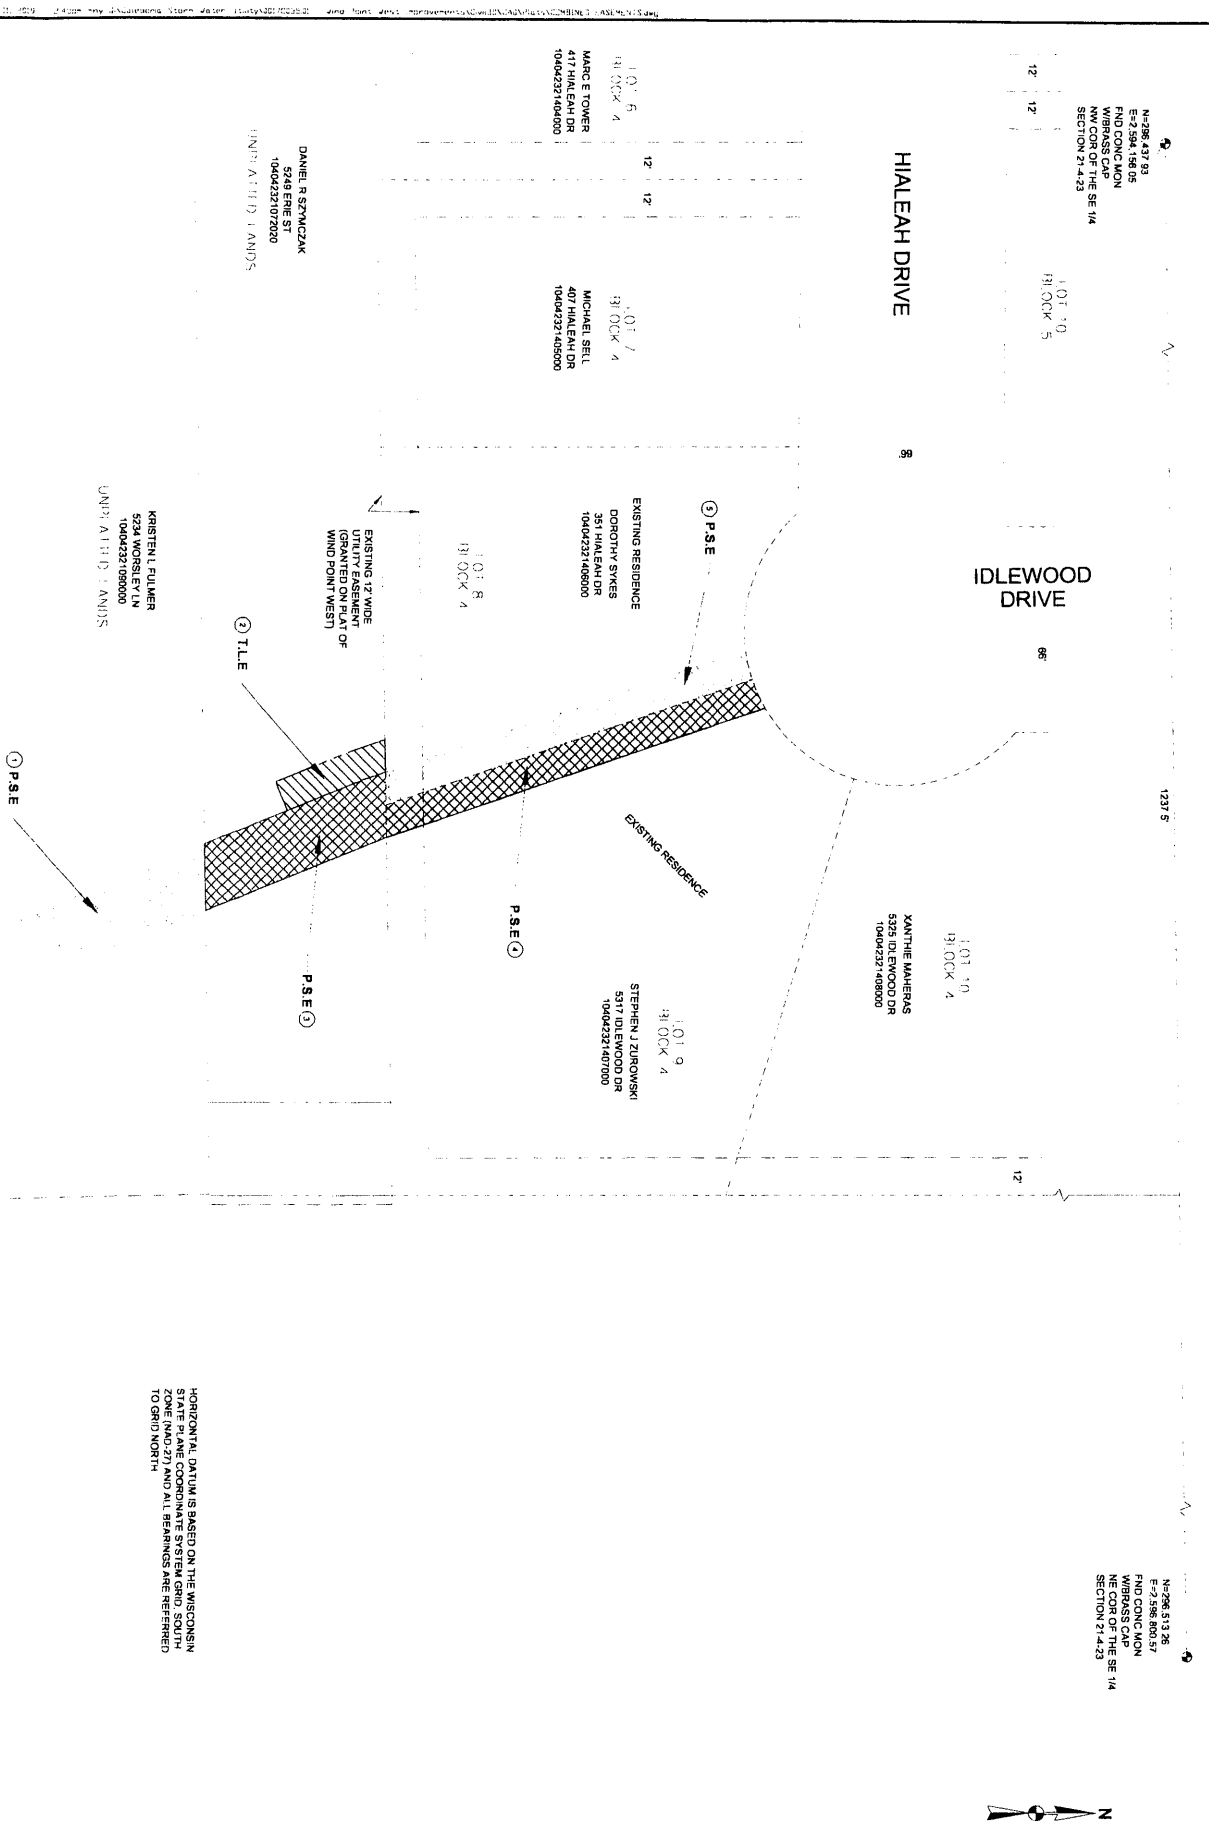 N=296,437.93
E=2,594,156.05
FND CONC MON
W/BRASS CAP
NW COR OF THE SE 1/4
SECTION 21-4-23
1237.5'
N=296,513.26
E=2,596,800.57
FND CONC MON
W/BRASS CAP
NE COR OF THE SE 1/4
SECTION 21-4-23
N
12'
12'
LOT 10
BLOCK 5
IDLEWOOD
DRIVE
66'
12'
HIALEAH DRIVE
66'
LOT 10
BLOCK 4
XANTHIE MAHERAS
5325 IDLEWOOD DR
104042321408000
LOT 6
BLOCK 4
MARC E TOWER
417 HIALEAH DR
104042321404000
12'
12'
LOT 7
BLOCK 4
MICHAEL SELL
407 HIALEAH DR
104042321405000
5 P.S.E
EXISTING RESIDENCE
DOROTHY SYKES
351 HIALEAH DR
104042321406000
LOT 8
BLOCK 4
EXISTING RESIDENCE
LOT 9
BLOCK 4
STEPHEN J ZUROWSKI
5317 IDLEWOOD DR
104042321407000
P.S.E 4
EXISTING 12' WIDE
UTILITY EASEMENT
(GRANTED ON PLAT OF
WIND POINT WEST)
DANIEL R SZYMCZAK
5249 ERIE ST
104042321072020
UNPLATTED LANDS
2 T.L.E
P.S.E 3
KRISTEN L FULMER
5234 WORSLEY LN
104042321090000
UNPLATTED LANDS
1 P.S.E
HORIZONTAL DATUM IS BASED ON THE WISCONSIN
STATE PLANE COORDINATE SYSTEM GRID, SOUTH
ZONE (NAD-27) AND ALL BEARINGS ARE REFERRED
TO GRID NORTH